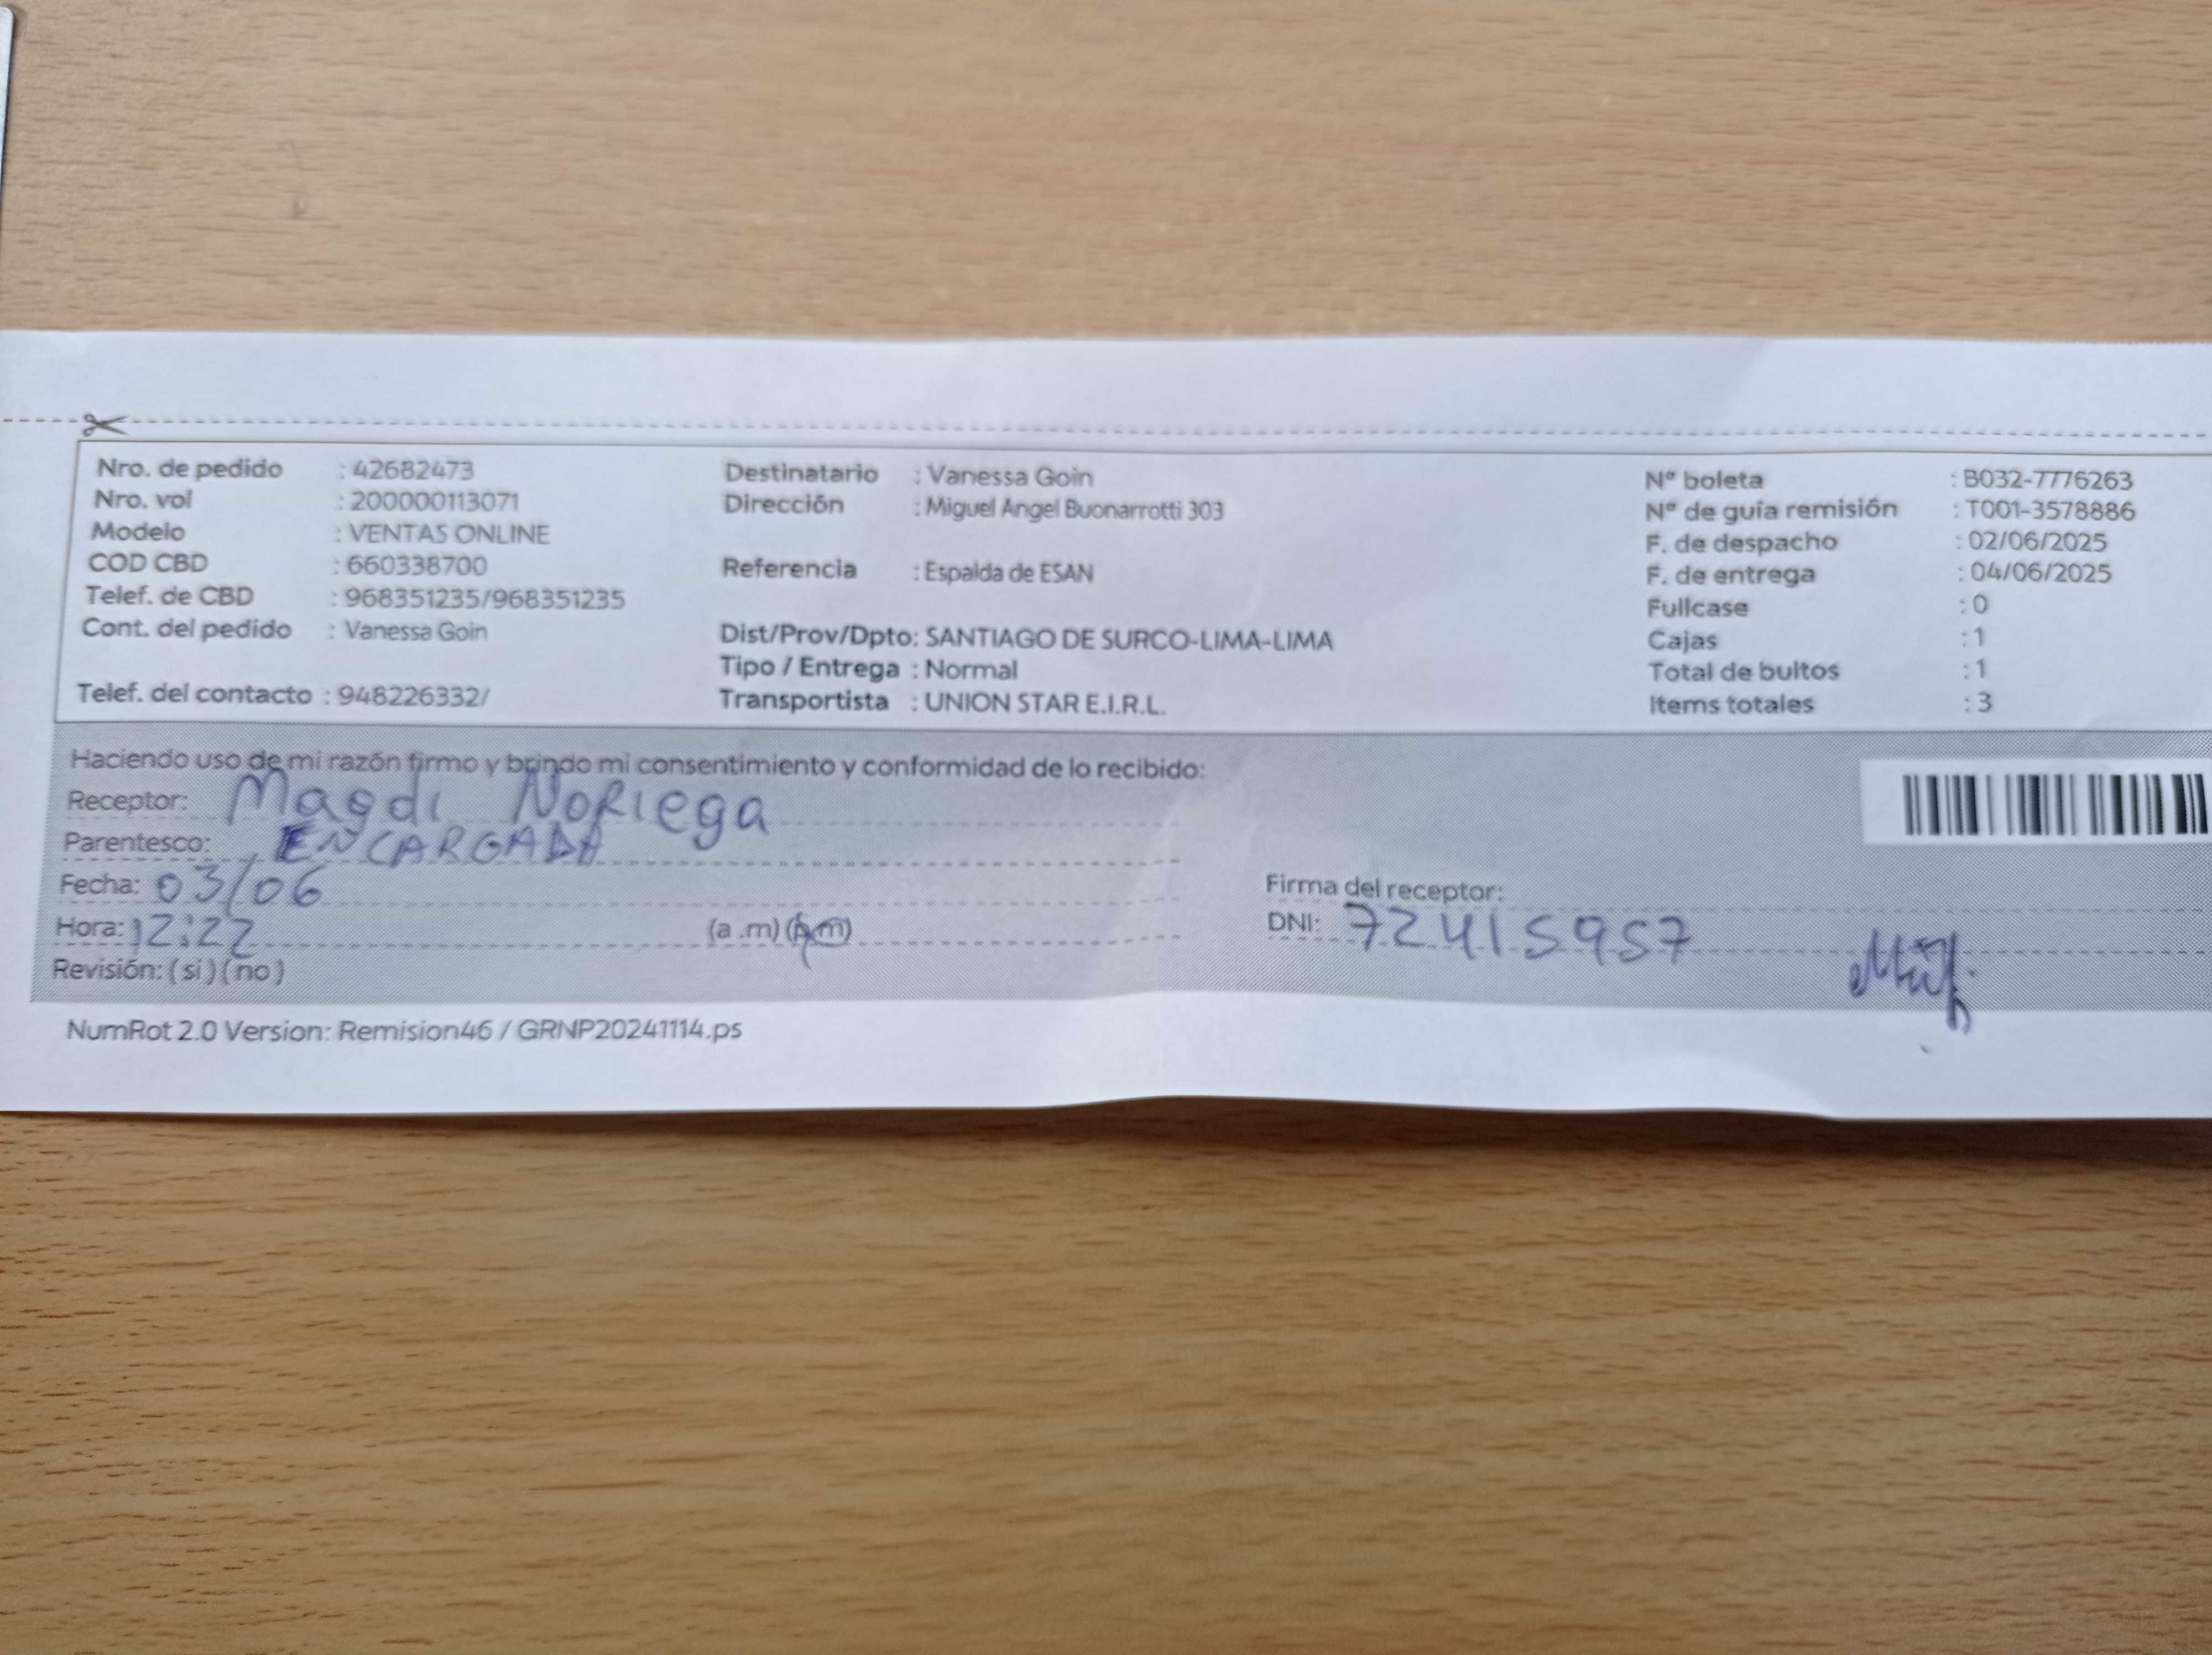 Nro. de pedido : 42682473
Nro. vol : 200000113071
Modelo : VENTAS ONLINE
COD CBD : 660338700
Telef. de CBD : 968351235/968351235
Cont. del pedido : Vanessa Goin
Telef. del contacto : 948226332/
Destinatario : Vanessa Goin
Dirección : Miguel Angel Buonarrotti 303
Referencia : Espalda de ESAN
Dist/Prov/Dpto: SANTIAGO DE SURCO-LIMA-LIMA
Tipo / Entrega : Normal
Transportista : UNION STAR E.I.R.L.
Nº boleta : B032-7776263
Nº de guía remisión : T001-3578886
F. de despacho : 02/06/2025
F. de entrega : 04/06/2025
Fullcase : 0
Cajas : 1
Total de bultos : 1
Items totales : 3
Haciendo uso de mi razón firmo y brindo mi consentimiento y conformidad de lo recibido:
Receptor: Magdi Noriega
Parentesco: ENCARGADA
Fecha: 03/06
Hora: 12:22 (a .m) (p.m)
Revisión: (si) (no)
Firma del receptor:
DNI: 72415957
NumRot 2.0 Version: Remision46 / GRNP20241114.ps